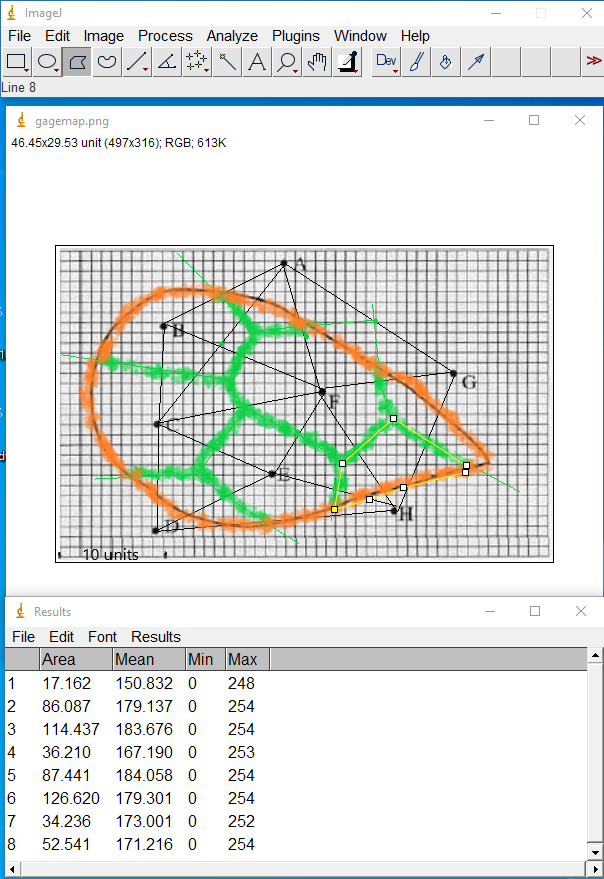 ImageJ
File Edit Image Process Analyze Plugins Window Help
A Dev >>
Line 8
gagemap.png
46.45x29.53 unit (497x316); RGB; 613K
A
B
G
F
C
E
H
D
10 units
Results
File Edit Font Results
Area Mean Min Max
1 17.162 150.832 0 248
2 86.087 179.137 0 254
3 114.437 183.676 0 254
4 36.210 167.190 0 253
5 87.441 184.058 0 254
6 126.620 179.301 0 254
7 34.236 173.001 0 252
8 52.541 171.216 0 254